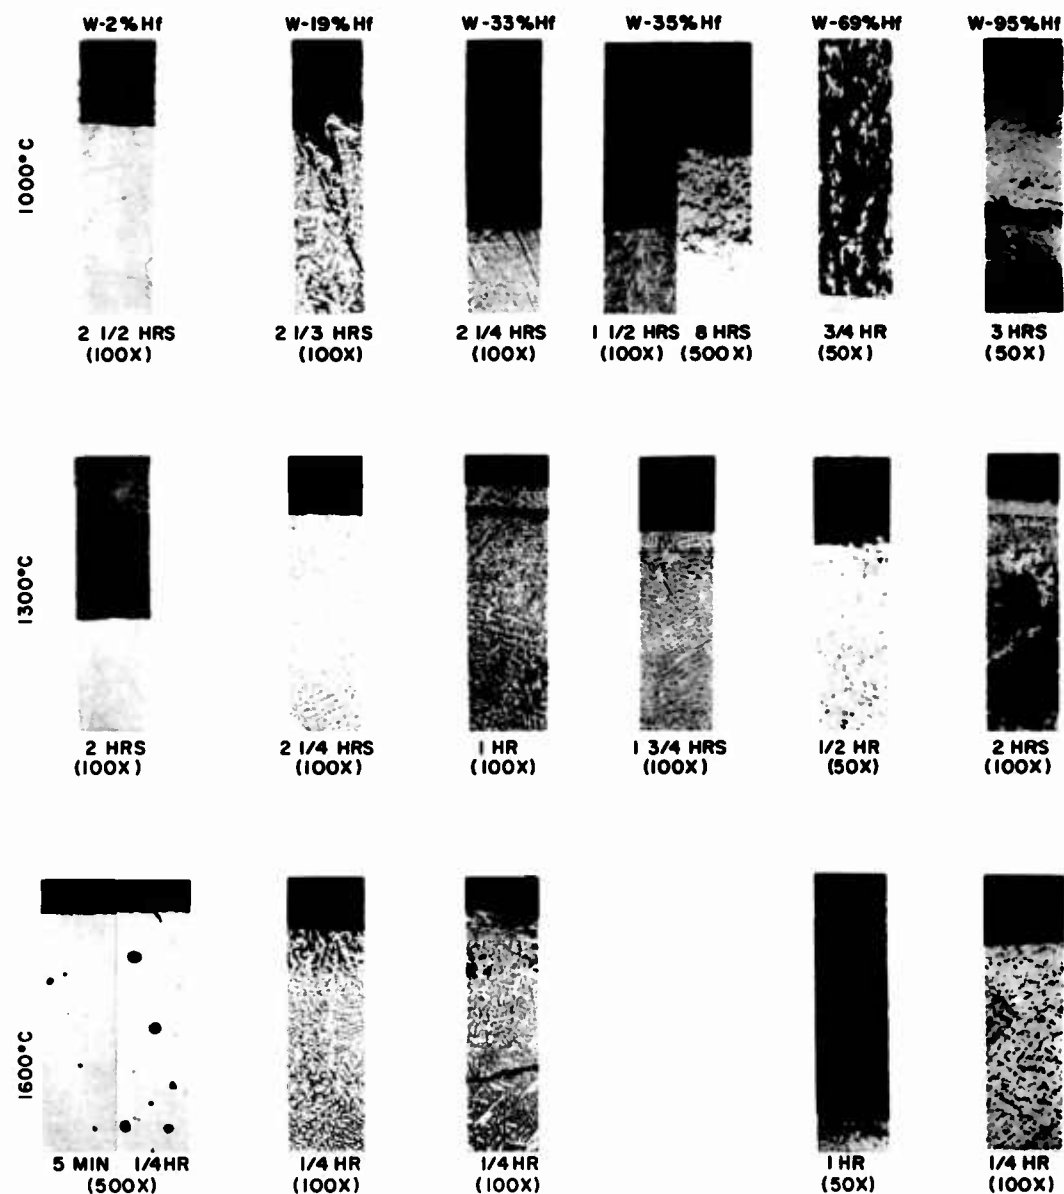 W-2%Hf W-19%Hf W-33%Hf W-35%Hf W-69%Hf W-95%Hf
1000°C
2 1/2 HRS 2 1/3 HRS 2 1/4 HRS 1 1/2 HRS 8 HRS 3/4 HR 3 HRS
(100X) (100X) (100X) (100X) (500X) (50X) (50X)
1300°C
2 HRS 2 1/4 HRS 1 HR 1 3/4 HRS 1/2 HR 2 HRS
(100X) (100X) (100X) (100X) (50X) (100X)
1600°C
5 MIN 1/4HR 1/4 HR 1/4HR 1 HR 1/4 HR
(500X) (100X) (100X) (50X) (100X)